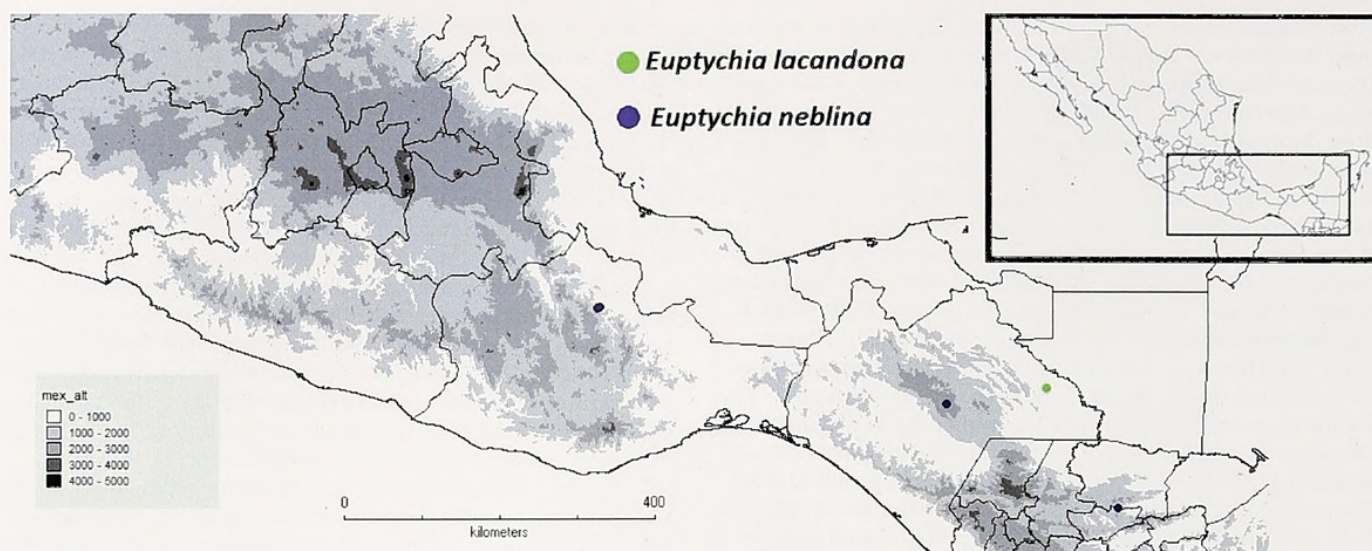 Euptychia lacandona
Euptychia neblina
mex_alt
0 - 1000
1000 - 2000
2000 - 3000
3000 - 4000
4000 - 5000
0 400
kilometers